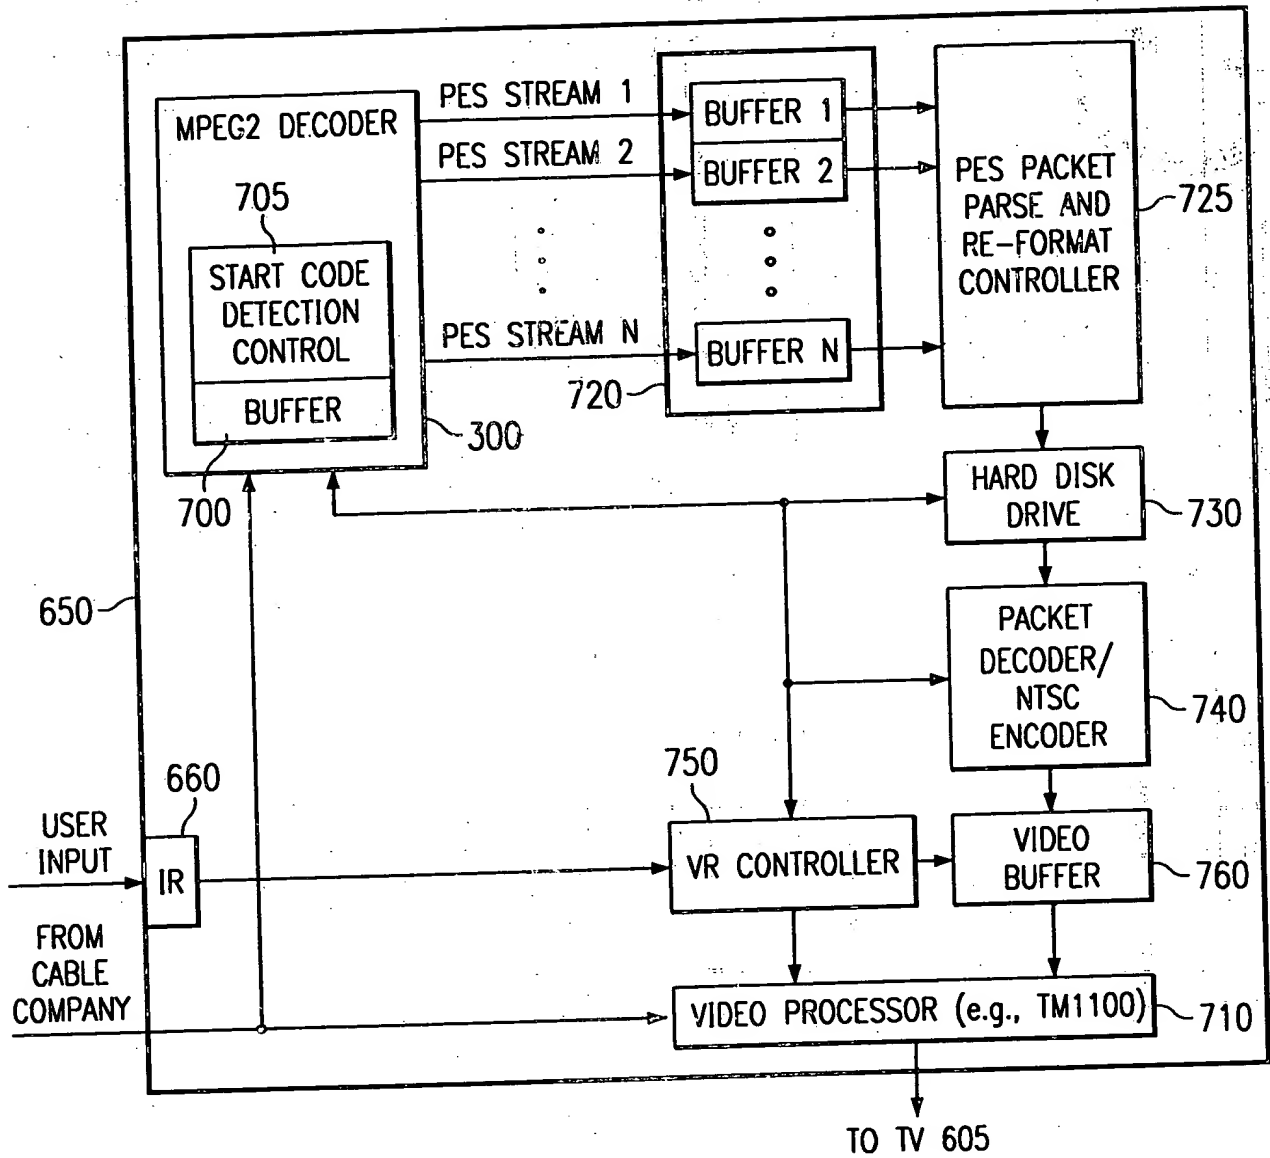 MPEG2 DECODER
705
START CODE
DETECTION
CONTROL
BUFFER
700
300
PES STREAM 1
PES STREAM 2
PES STREAM N
BUFFER 1
BUFFER 2
BUFFER N
720
PES PACKET
PARSE AND
RE-FORMAT
CONTROLLER
725
HARD DISK
DRIVE
730
PACKET
DECODER/
NTSC
ENCODER
740
650
660
USER
INPUT
IR
750
VR CONTROLLER
VIDEO
BUFFER
760
FROM
CABLE
COMPANY
VIDEO PROCESSOR (e.g., TM1100)
710
TO TV 605